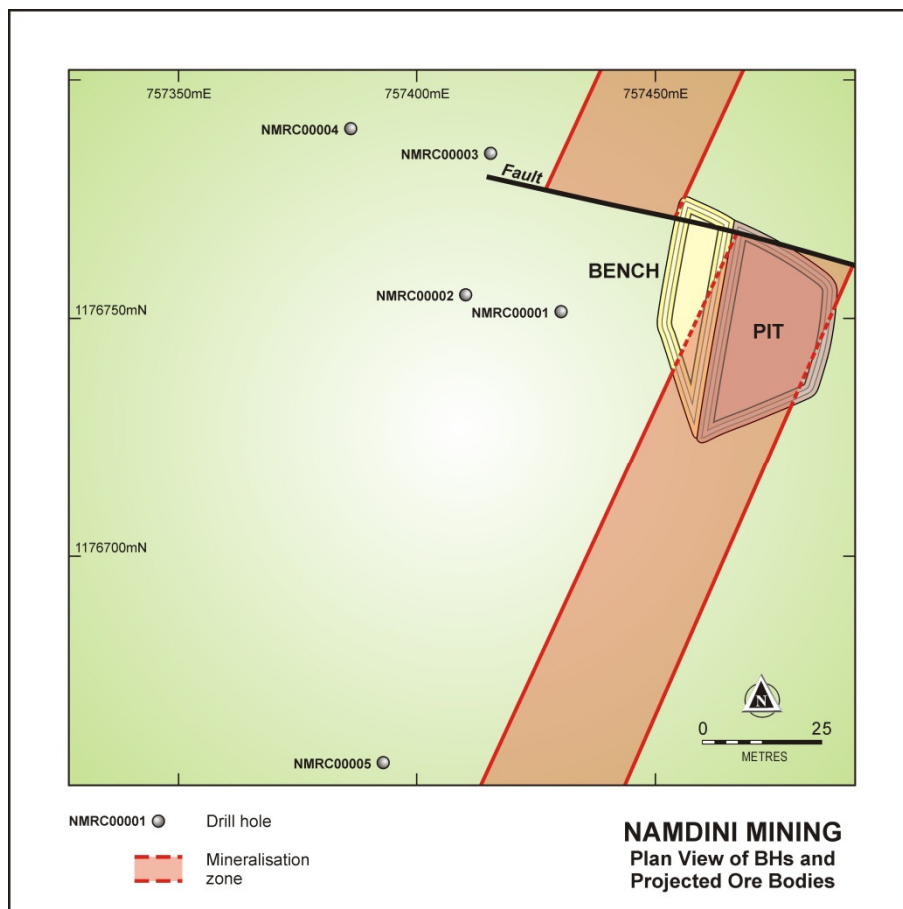 757350mE
757400mE
757450mE
NMRC00004
NMRC00003
Fault
BENCH
NMRC00002
NMRC00001
1176750mN
PIT
1176700mN
N
0
25
METRES
NMRC00005
NMRC00001
Drill hole
Mineralisation
zone
NAMDINI MINING
Plan View of BHs and
Projected Ore Bodies